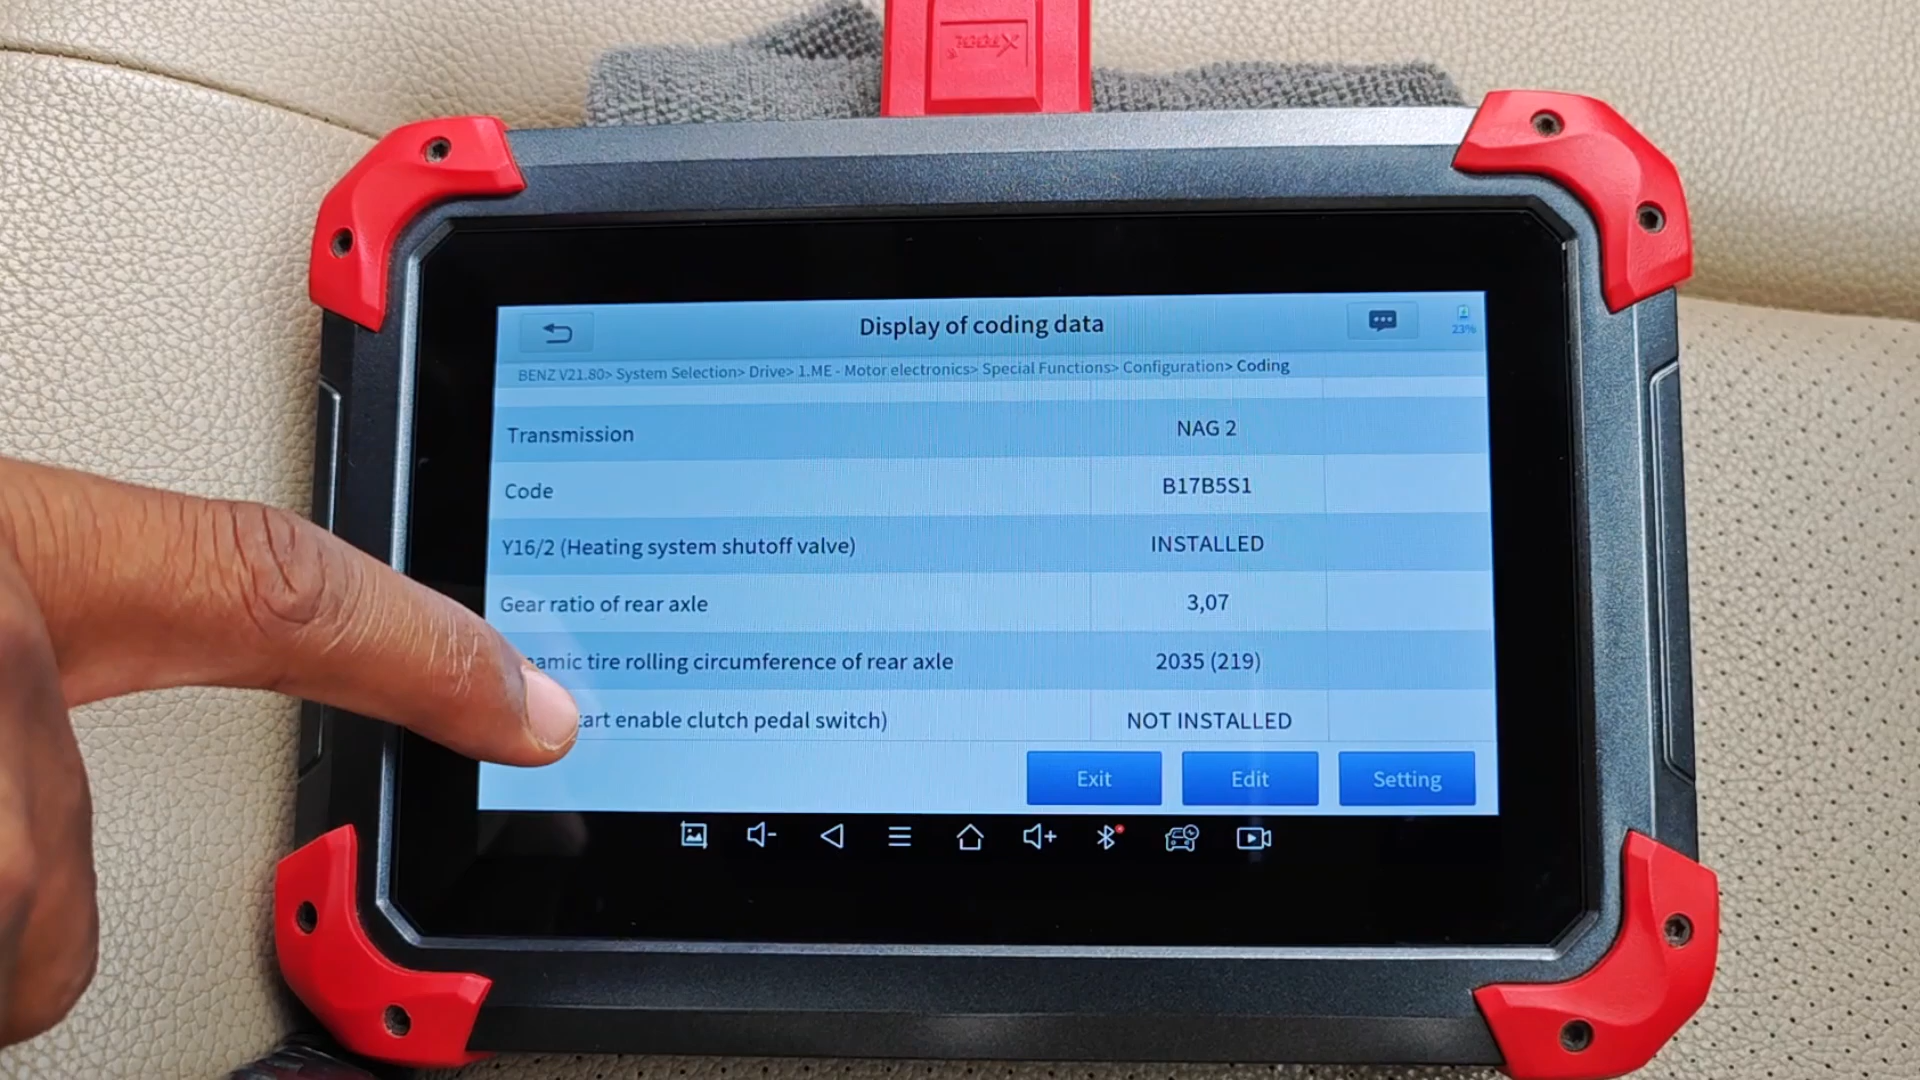 Display of coding data
23%
BENZ V21.80> System Selection> Drive> 1.ME - Motor electronics> Special Functions> Configuration> Coding
Transmission NAG 2
Code B17B5S1
Y16/2 (Heating system shutoff valve) INSTALLED
Gear ratio of rear axle 3,07
tire rolling circumference of rear axle 2035 (219)
enable clutch pedal switch) NOT INSTALLED
Exit Edit Setting